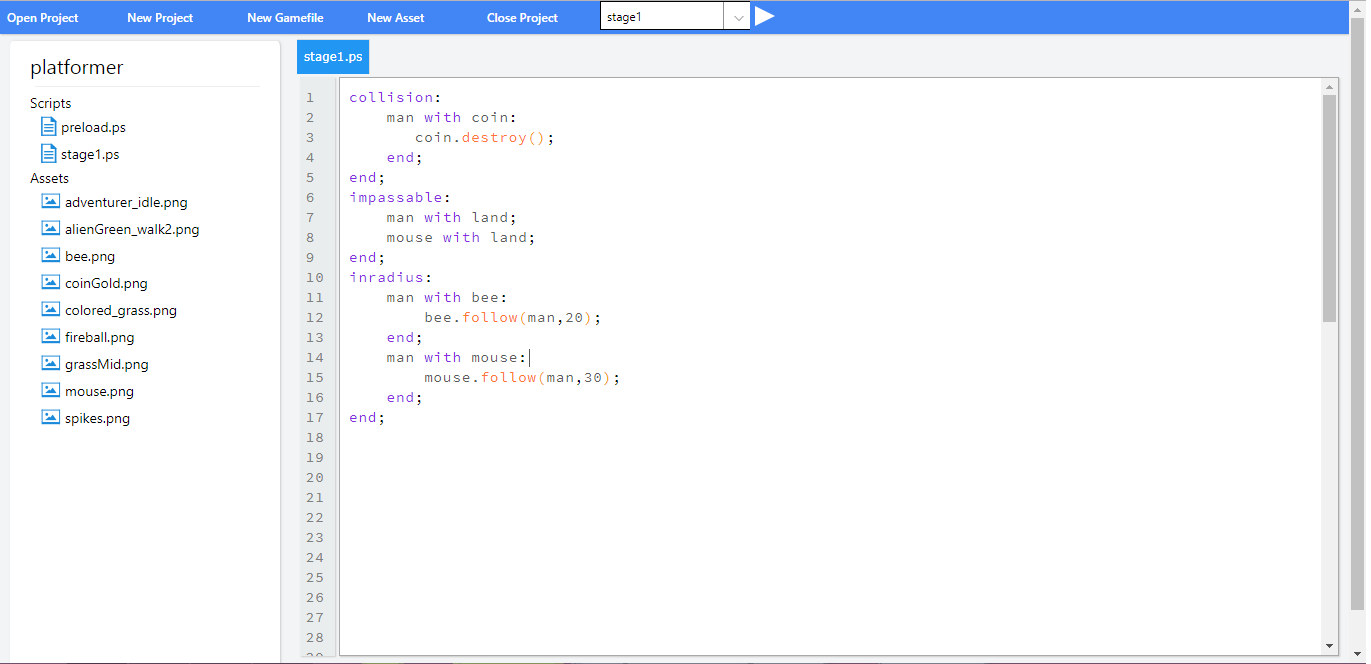 Open Project New Project New Gamefile New Asset Close Project stage1
platformer
Scripts
preload.ps
stage1.ps
Assets
adventurer_idle.png
alienGreen_walk2.png
bee.png
coinGold.png
colored_grass.png
fireball.png
grassMid.png
mouse.png
spikes.png
stage1.ps
1 collision:
2 man with coin:
3 coin.destroy();
4 end;
5 end;
6 impassable:
7 man with land;
8 mouse with land;
9 end;
10 inradius:
11 man with bee:
12 bee.follow(man,20);
13 end;
14 man with mouse:
15 mouse.follow(man,30);
16 end;
17 end;
18
19
20
21
22
23
24
25
26
27
28